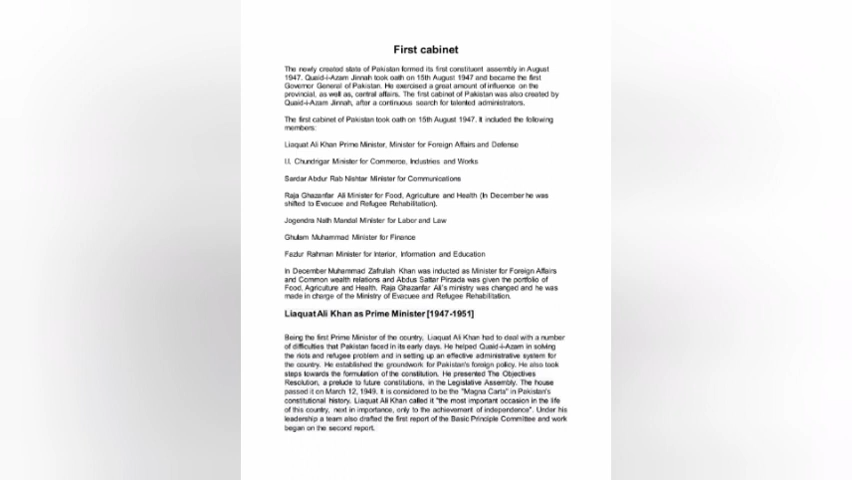 First cabinet
The newly created state of Pakistan formed its first constituent assembly in August
1947. Quaid-i-Azam Jinnah took oath on 15th August 1947 and became the first
Governor General of Pakistan. He exercised a great amount of influence on the
provincial, as well as, central affairs. The first cabinet of Pakistan was also created by
Quaid-i-Azam Jinnah, after a continuous search for talented administrators.
The first cabinet of Pakistan took oath on 15th August 1947. It included the following
members:
Liaquat Ali Khan Prime Minister, Minister for Foreign Affairs and Defense
I.I. Chundrigar Minister for Commerce, Industries and Works
Sardar Abdur Rab Nishtar Minister for Communications
Raja Ghazanfar Ali Minister for Food, Agriculture and Health (In December he was
shifted to Evacuee and Refugee Rehabilitation).
Jogendra Nath Mandal Minister for Labor and Law
Ghulam Muhammad Minister for Finance
Fazlur Rahman Minister for Interior, Information and Education
In December Muhammad Zafrullah Khan was inducted as Minister for Foreign Affairs
and Common wealth relations and Abdus Sattar Pirzada was given the portfolio of
Food, Agriculture and Health. Raja Ghazanfar Ali's ministry was changed and he was
made in charge of the Ministry of Evacuee and Refugee Rehabilitation.
Liaquat Ali Khan as Prime Minister [1947-1951]
Being the first Prime Minister of the country, Liaquat Ali Khan had to deal with a number
of difficulties that Pakistan faced in its early days. He helped Quaid-i-Azam in solving
the riots and refugee problem and in setting up an effective administrative system for
the country. He established the groundwork for Pakistan's foreign policy. He also took
steps towards the formulation of the constitution. He presented The Objectives
Resolution, a prelude to future constitutions, in the Legislative Assembly. The house
passed it on March 12, 1949. It is considered to be the "Magna Carta" in Pakistan's
constitutional history. Liaquat Ali Khan called it "the most important occasion in the life
of this country, next in importance, only to the achievement of independence". Under his
leadership a team also drafted the first report of the Basic Principle Committee and work
began on the second report.